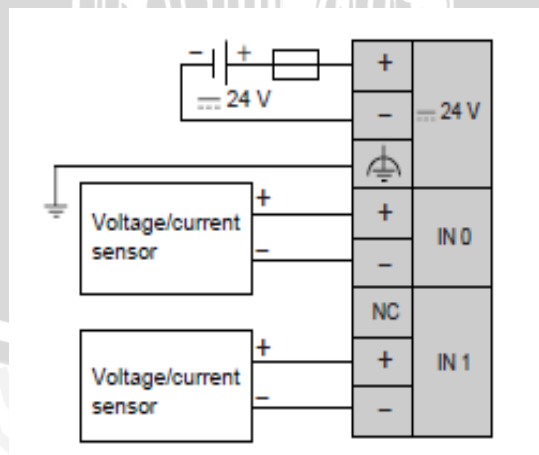 − + +
⎓ 24 V
− ⎓ 24 V
+ +
Voltage/current
sensor
IN 0
− −
NC
+ + IN 1
Voltage/current
sensor
− −